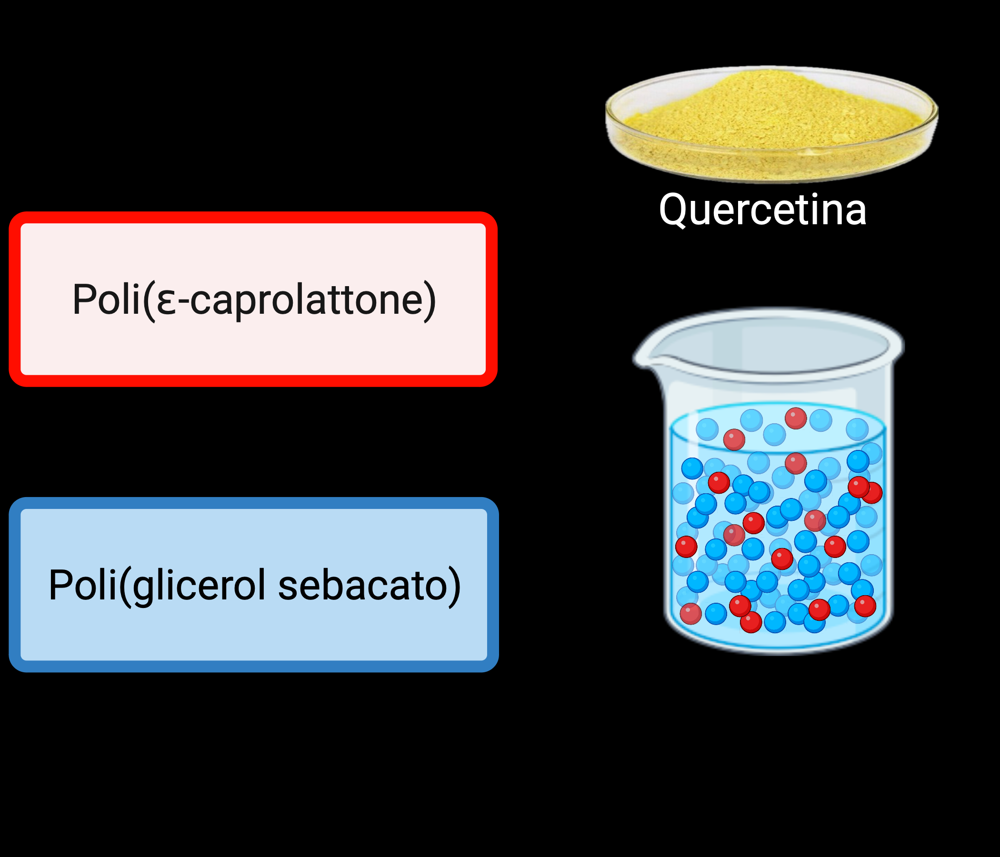 Quercetina
Poli(ε-caprolattone)
Poli(glicerol sebacato)